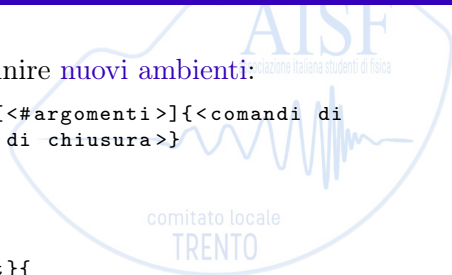 AISF
associazione italiana studenti di fisica
nire nuovi ambienti:
[<#argomenti>]{<comandi di
di chiusura>}
comitato locale
TRENTO
}{